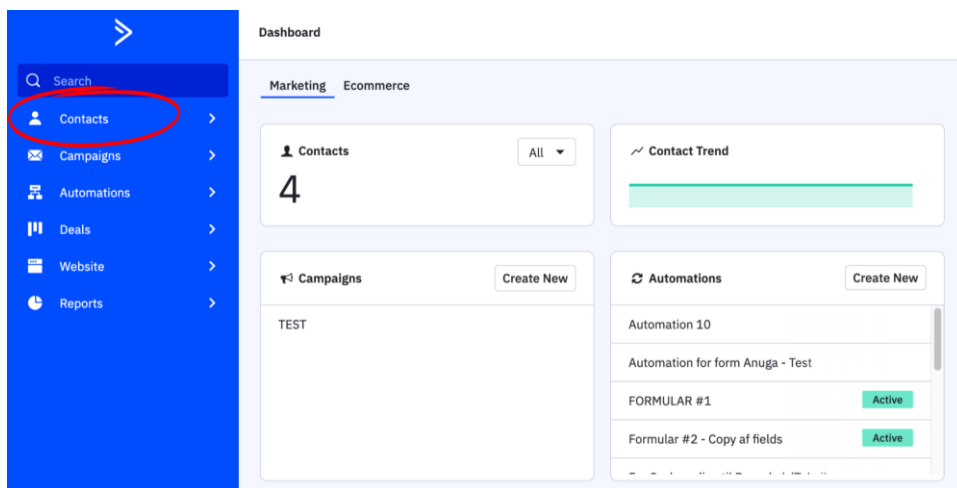 Dashboard
Search
Contacts
Campaigns
Automations
Deals
Website
Reports
Marketing Ecommerce
Contacts All
4
Contact Trend
Campaigns Create New
TEST
Automations Create New
Automation 10
Automation for form Anuga - Test
FORMULAR #1 Active
Formular #2 - Copy af fields Active